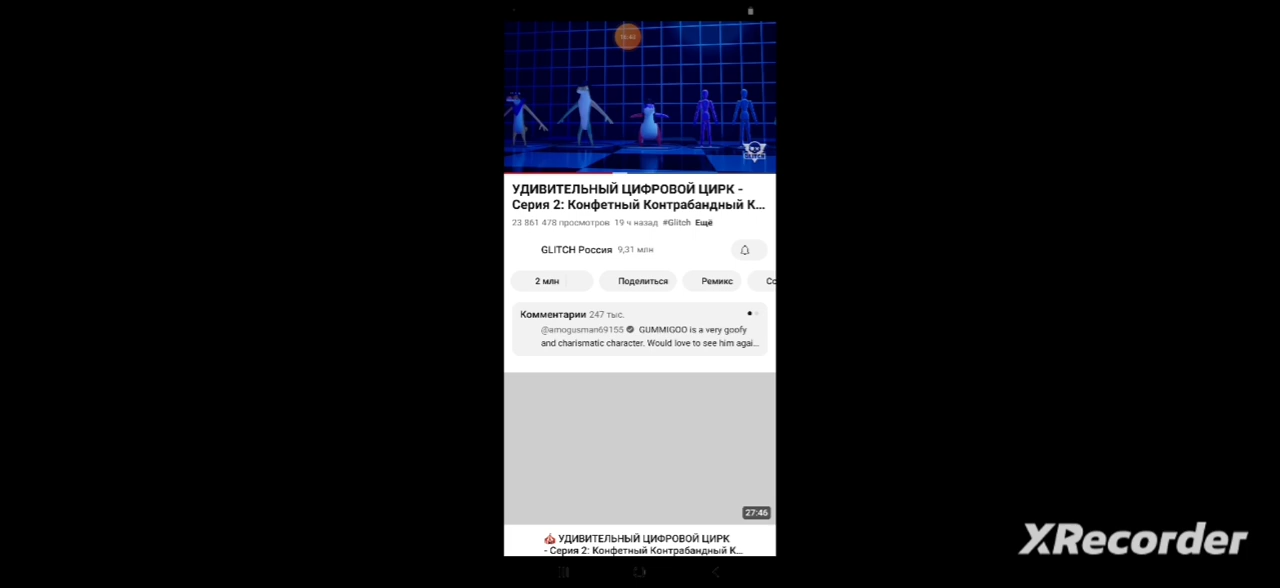 GLITCH
УДИВИТЕЛЬНЫЙ ЦИФРОВОЙ ЦИРК -
Серия 2: Конфетный Контрабандный К...
23 861 478 просмотров 19 ч назад #Glitch Ещё
GLITCH Россия 9,31 млн
2 млн Поделиться Ремикс Со
Комментарии 247 тыс.
@amogusman69155 GUMMIGOO is a very goofy
and charismatic character. Would love to see him agai...
27:46
УДИВИТЕЛЬНЫЙ ЦИФРОВОЙ ЦИРК
- Серия 2: Конфетный Контрабандный К...
XRecorder